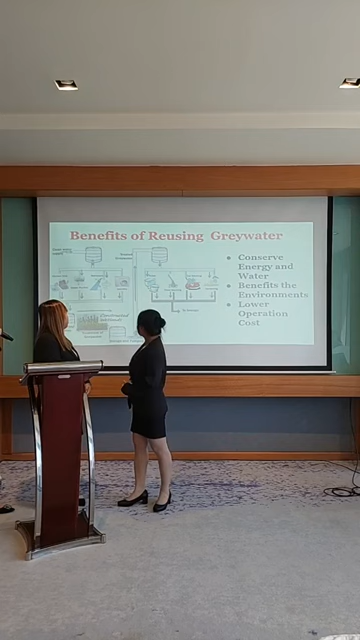 Benefits of Reusing Greywater
• Conserve
Energy and
Water
• Benefits the
Environments
• Lower
Operation
Cost